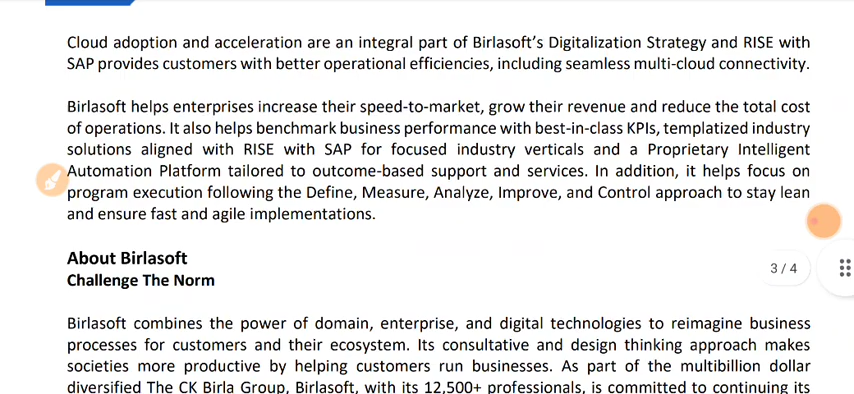 Cloud adoption and acceleration are an integral part of Birlasoft's Digitalization Strategy and RISE with
SAP provides customers with better operational efficiencies, including seamless multi-cloud connectivity.
Birlasoft helps enterprises increase their speed-to-market, grow their revenue and reduce the total cost
of operations. It also helps benchmark business performance with best-in-class KPIs, templatized industry
solutions aligned with RISE with SAP for focused industry verticals and a Proprietary Intelligent
Automation Platform tailored to outcome-based support and services. In addition, it helps focus on
program execution following the Define, Measure, Analyze, Improve, and Control approach to stay lean
and ensure fast and agile implementations.
About Birlasoft
Challenge The Norm
3 / 4
Birlasoft combines the power of domain, enterprise, and digital technologies to reimagine business
processes for customers and their ecosystem. Its consultative and design thinking approach makes
societies more productive by helping customers run businesses. As part of the multibillion dollar
diversified The CK Birla Group, Birlasoft, with its 12,500+ professionals, is committed to continuing its